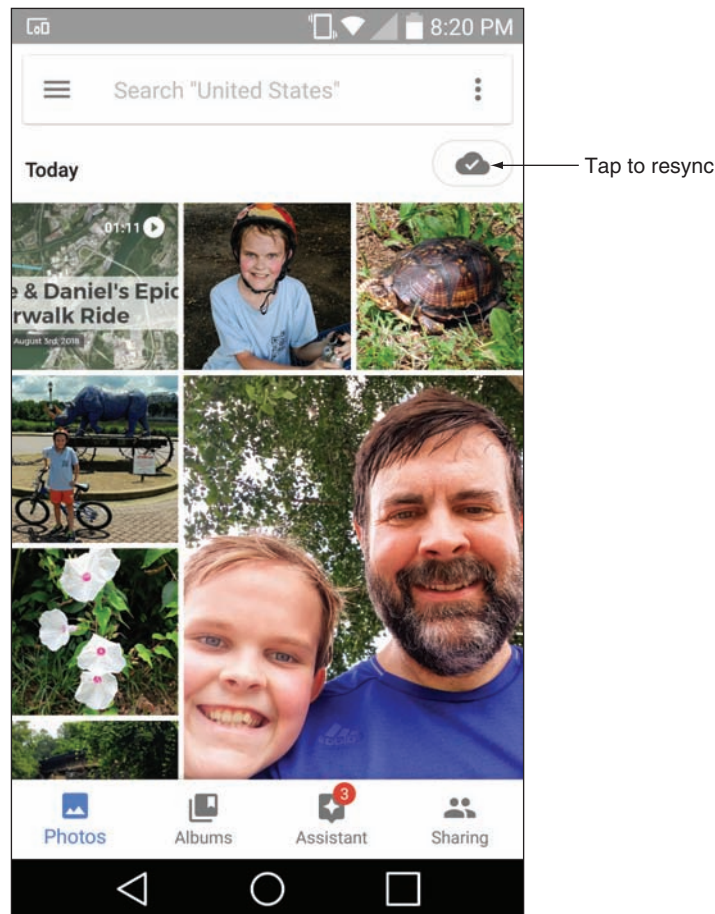 8:20 PM
Search "United States"
Today
Tap to resync
01:11
e & Daniel's Epic
rwalk Ride
August 3rd, 2018
3
Photos
Albums
Assistant
Sharing